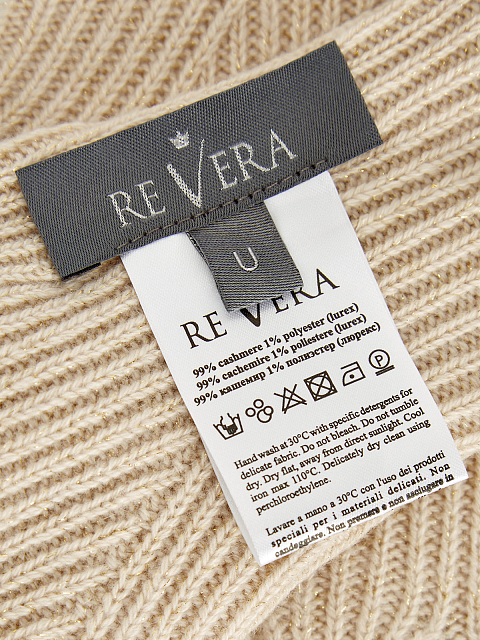 RE VERA
U
RE VERA
99% cashmere 1% polyester (lurex)
99% cachemire 1% poliestere (lurex)
99% кашемир 1% полиэстер (люрекс)
P
Hand wash at 30°C with specific detergents for
delicate fabric. Do not bleach. Do not tumble
dry. Dry flat, away from direct sunlight. Cool
iron max 110°C. Delicately dry clean using
perchloroethylene.
Lavare a mano a 30°C con l'uso dei prodotti
speciali per i materiali delicati. Non
candeggiare. Non premere e non asciugare in